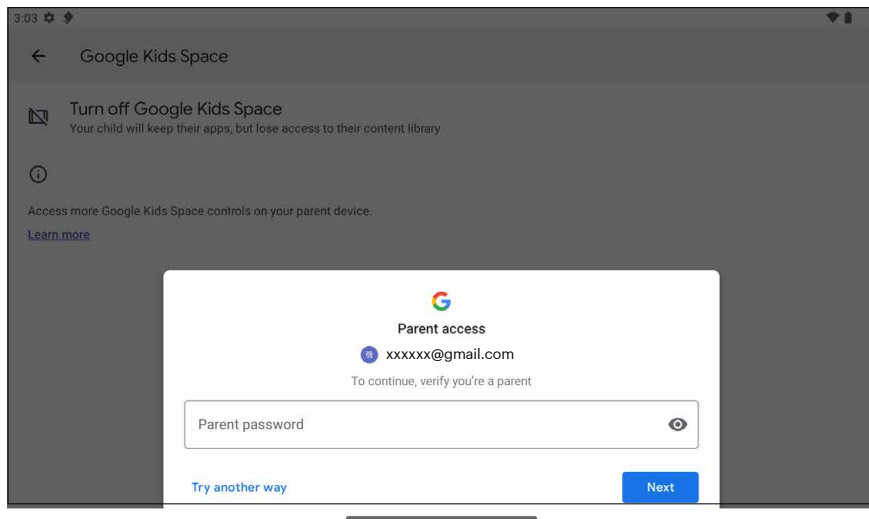 3:03
Google Kids Space
Turn off Google Kids Space
Your child will keep their apps, but lose access to their content library
Access more Google Kids Space controls on your parent device.
Learn more
Parent access
xxxxxx@gmail.com
To continue, verify you're a parent
Parent password
Try another way
Next